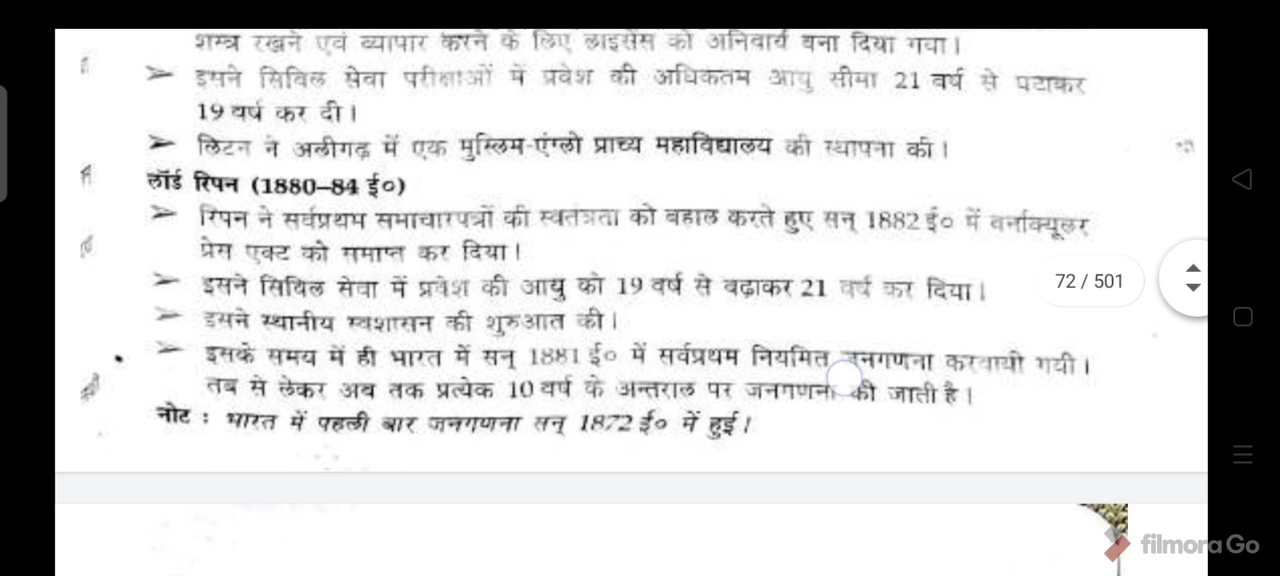 शस्त्र रखने एवं व्यापार करने के लिए लाइसेंस को अनिवार्य बना दिया गया।
➢ इसने सिविल सेवा परीक्षाओं में प्रवेश की अधिकतम आयु सीमा 21 वर्ष से घटाकर
19 वर्ष कर दी।
➢ लिटन ने अलीगढ़ में एक मुस्लिम-एंग्लो प्राच्य महाविद्यालय की स्थापना की।
लॉर्ड रिपन (1880–84 ई०)
➢ रिपन ने सर्वप्रथम समाचारपत्रों की स्वतंत्रता को बहाल करते हुए सन् 1882 ई० में वर्नाक्यूलर
प्रेस एक्ट को समाप्त कर दिया।
➢ इसने सिविल सेवा में प्रवेश की आयु को 19 वर्ष से बढ़ाकर 21 वर्ष कर दिया।
72 / 501
➢ इसने स्थानीय स्वशासन की शुरुआत की।
➢ इसके समय में ही भारत में सन् 1881 ई० में सर्वप्रथम नियमित जनगणना करवायी गयी।
तब से लेकर अब तक प्रत्येक 10 वर्ष के अन्तराल पर जनगणना की जाती है।
नोट : भारत में पहली बार जनगणना सन् 1872 ई० में हुई।
filmoraGo